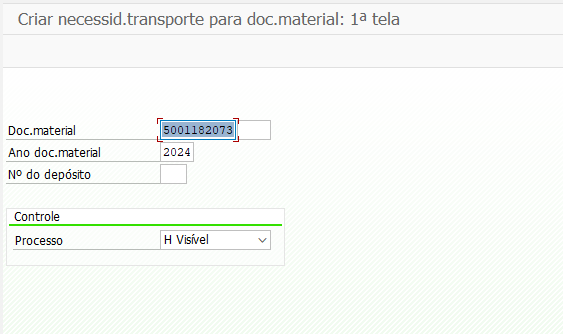 Criar necessid.transporte para doc.material: 1ª tela
Doc.material 5001182073
Ano doc.material 2024
Nº do depósito
Controle
Processo H Visível